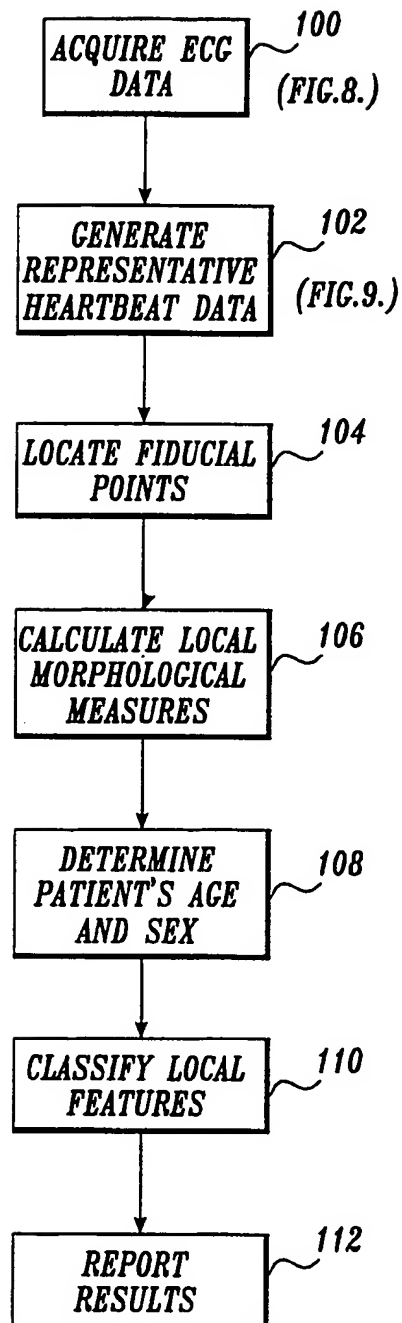 100
ACQUIRE ECG
DATA
(FIG.8.)
102
GENERATE
REPRESENTATIVE
HEARTBEAT DATA
(FIG.9.)
104
LOCATE FIDUCIAL
POINTS
106
CALCULATE LOCAL
MORPHOLOGICAL
MEASURES
108
DETERMINE
PATIENT'S AGE
AND SEX
110
CLASSIFY LOCAL
FEATURES
112
REPORT
RESULTS